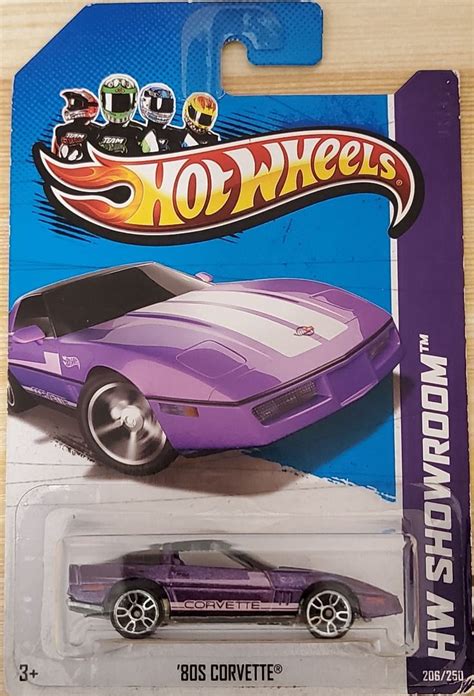 HOT WHEELS
HW SHOWROOM™
CORVETTE
3+
'80S CORVETTE®
206/250